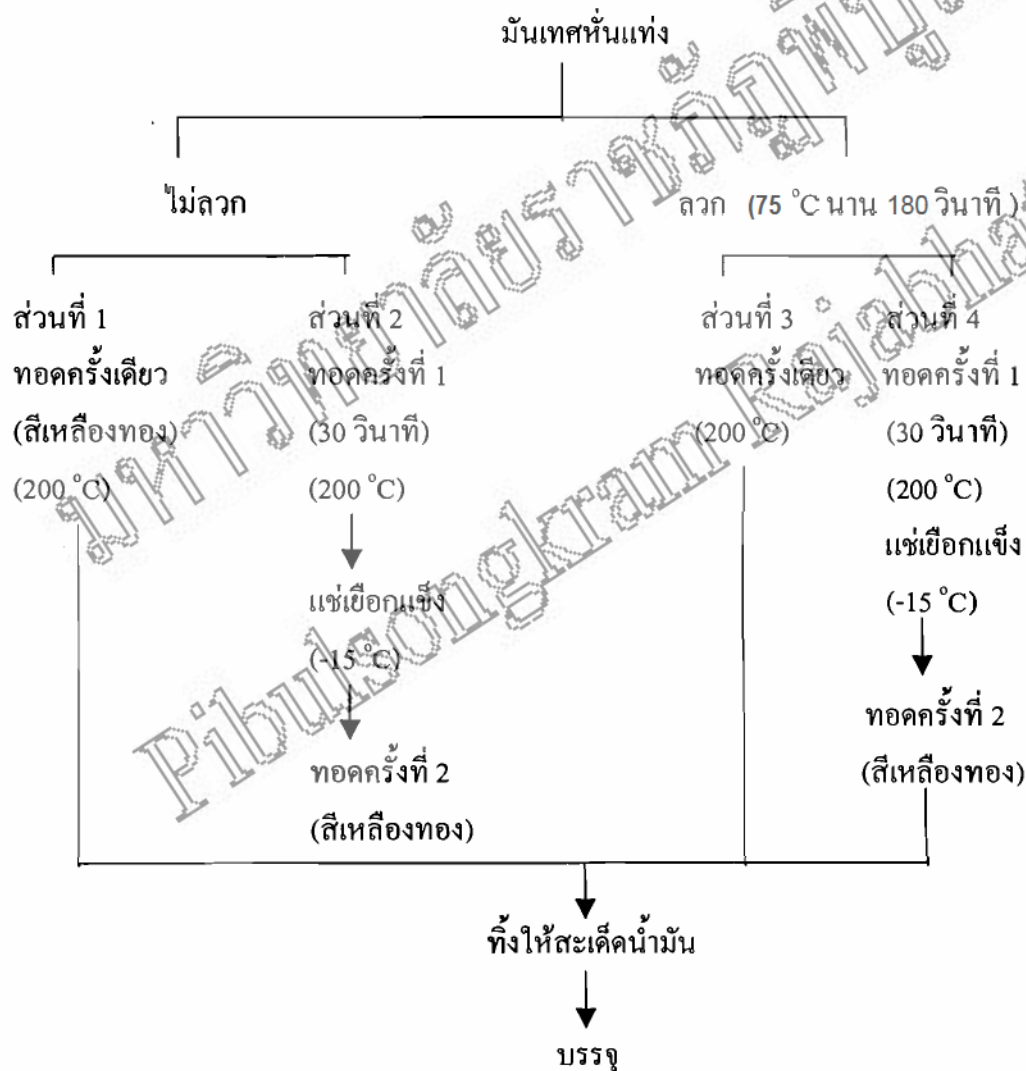 มันเทศหั่นแท่ง
ไม่ลวก
ลวก (75 °C นาน 180 วินาที )
ส่วนที่ 1
ทอดครั้งเดียว
(สีเหลืองทอง)
(200 °C)
ส่วนที่ 2
ทอดครั้งที่ 1
(30 วินาที)
(200 °C)
แช่เยือกแข็ง
(-15 °C)
ทอดครั้งที่ 2
(สีเหลืองทอง)
ส่วนที่ 3
ทอดครั้งเดียว
(200 °C)
ส่วนที่ 4
ทอดครั้งที่ 1
(30 วินาที)
(200 °C)
แช่เยือกแข็ง
(-15 °C)
ทอดครั้งที่ 2
(สีเหลืองทอง)
ทิ้งให้สะเด็ดน้ำมัน
บรรจุ
Pibulsongkram